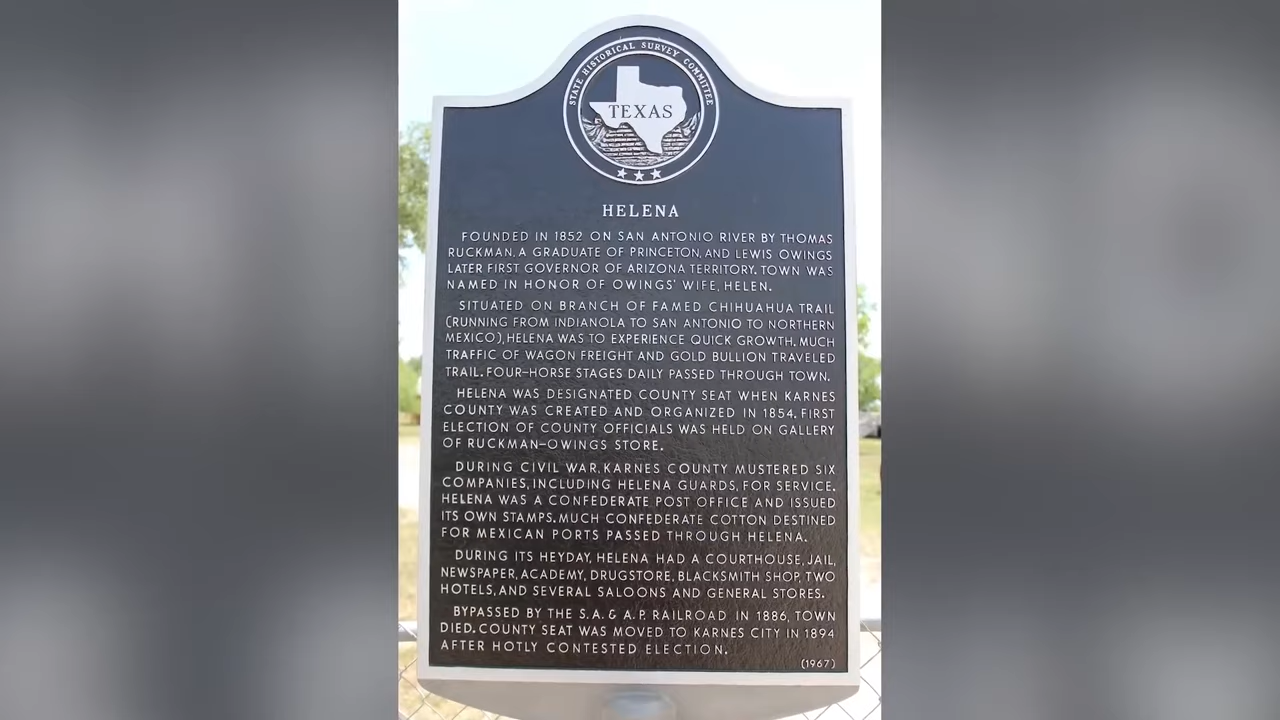 STATE HISTORICAL SURVEY COMMITTEE
TEXAS
HELENA
FOUNDED IN 1852 ON SAN ANTONIO RIVER BY THOMAS
RUCKMAN, A GRADUATE OF PRINCETON, AND LEWIS OWINGS
LATER FIRST GOVERNOR OF ARIZONA TERRITORY. TOWN WAS
NAMED IN HONOR OF OWINGS' WIFE, HELEN.
SITUATED ON BRANCH OF FAMED CHIHUAHUA TRAIL
(RUNNING FROM INDIANOLA TO SAN ANTONIO TO NORTHERN
MEXICO), HELENA WAS TO EXPERIENCE QUICK GROWTH. MUCH
TRAFFIC OF WAGON FREIGHT AND GOLD BULLION TRAVELED
TRAIL. FOUR-HORSE STAGES DAILY PASSED THROUGH TOWN.
HELENA WAS DESIGNATED COUNTY SEAT WHEN KARNES
COUNTY WAS CREATED AND ORGANIZED IN 1854. FIRST
ELECTION OF COUNTY OFFICIALS WAS HELD ON GALLERY
OF RUCKMAN-OWINGS STORE.
DURING CIVIL WAR, KARNES COUNTY MUSTERED SIX
COMPANIES, INCLUDING HELENA GUARDS, FOR SERVICE.
HELENA WAS A CONFEDERATE POST OFFICE AND ISSUED
ITS OWN STAMPS. MUCH CONFEDERATE COTTON DESTINED
FOR MEXICAN PORTS PASSED THROUGH HELENA.
DURING ITS HEYDAY, HELENA HAD A COURTHOUSE, JAIL,
NEWSPAPER, ACADEMY, DRUGSTORE, BLACKSMITH SHOP, TWO
HOTELS, AND SEVERAL SALOONS AND GENERAL STORES.
BYPASSED BY THE S.A. & A.P. RAILROAD IN 1886, TOWN
DIED. COUNTY SEAT WAS MOVED TO KARNES CITY IN 1894
AFTER HOTLY CONTESTED ELECTION.
(1967)